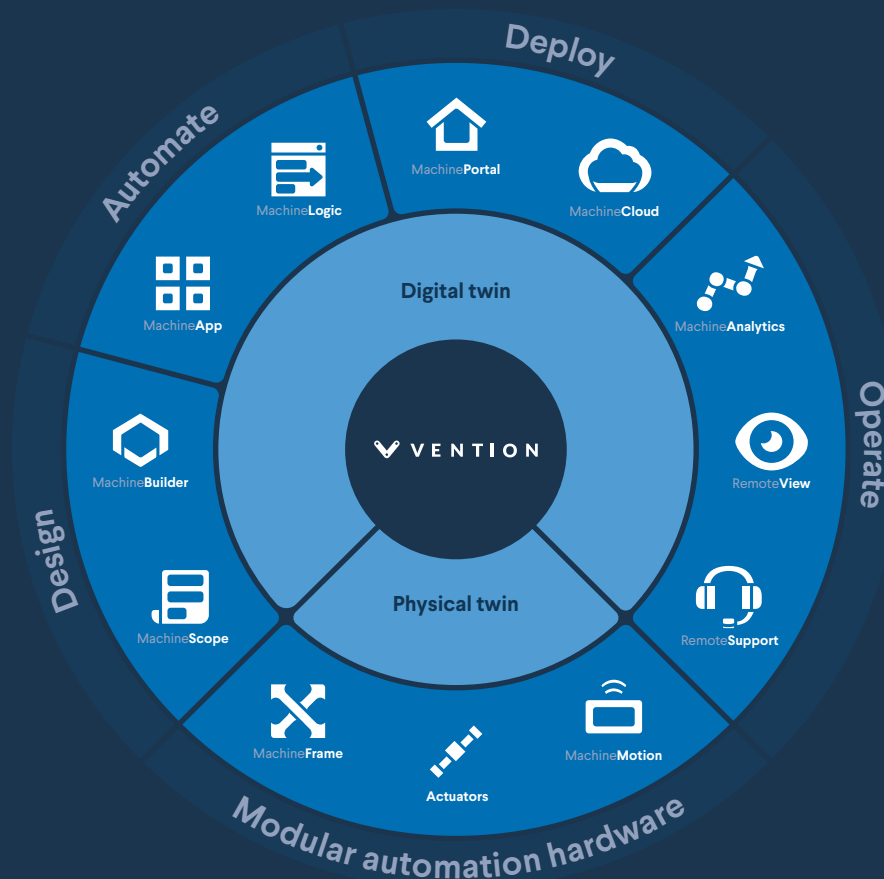 Deploy
Automate
MachinePortal
MachineLogic
MachineCloud
MachineApp
Digital twin
MachineAnalytics
Operate
VENTION
MachineBuilder
RemoteView
Design
Physical twin
MachineScope
RemoteSupport
MachineFrame
MachineMotion
Actuators
Modular automation hardware